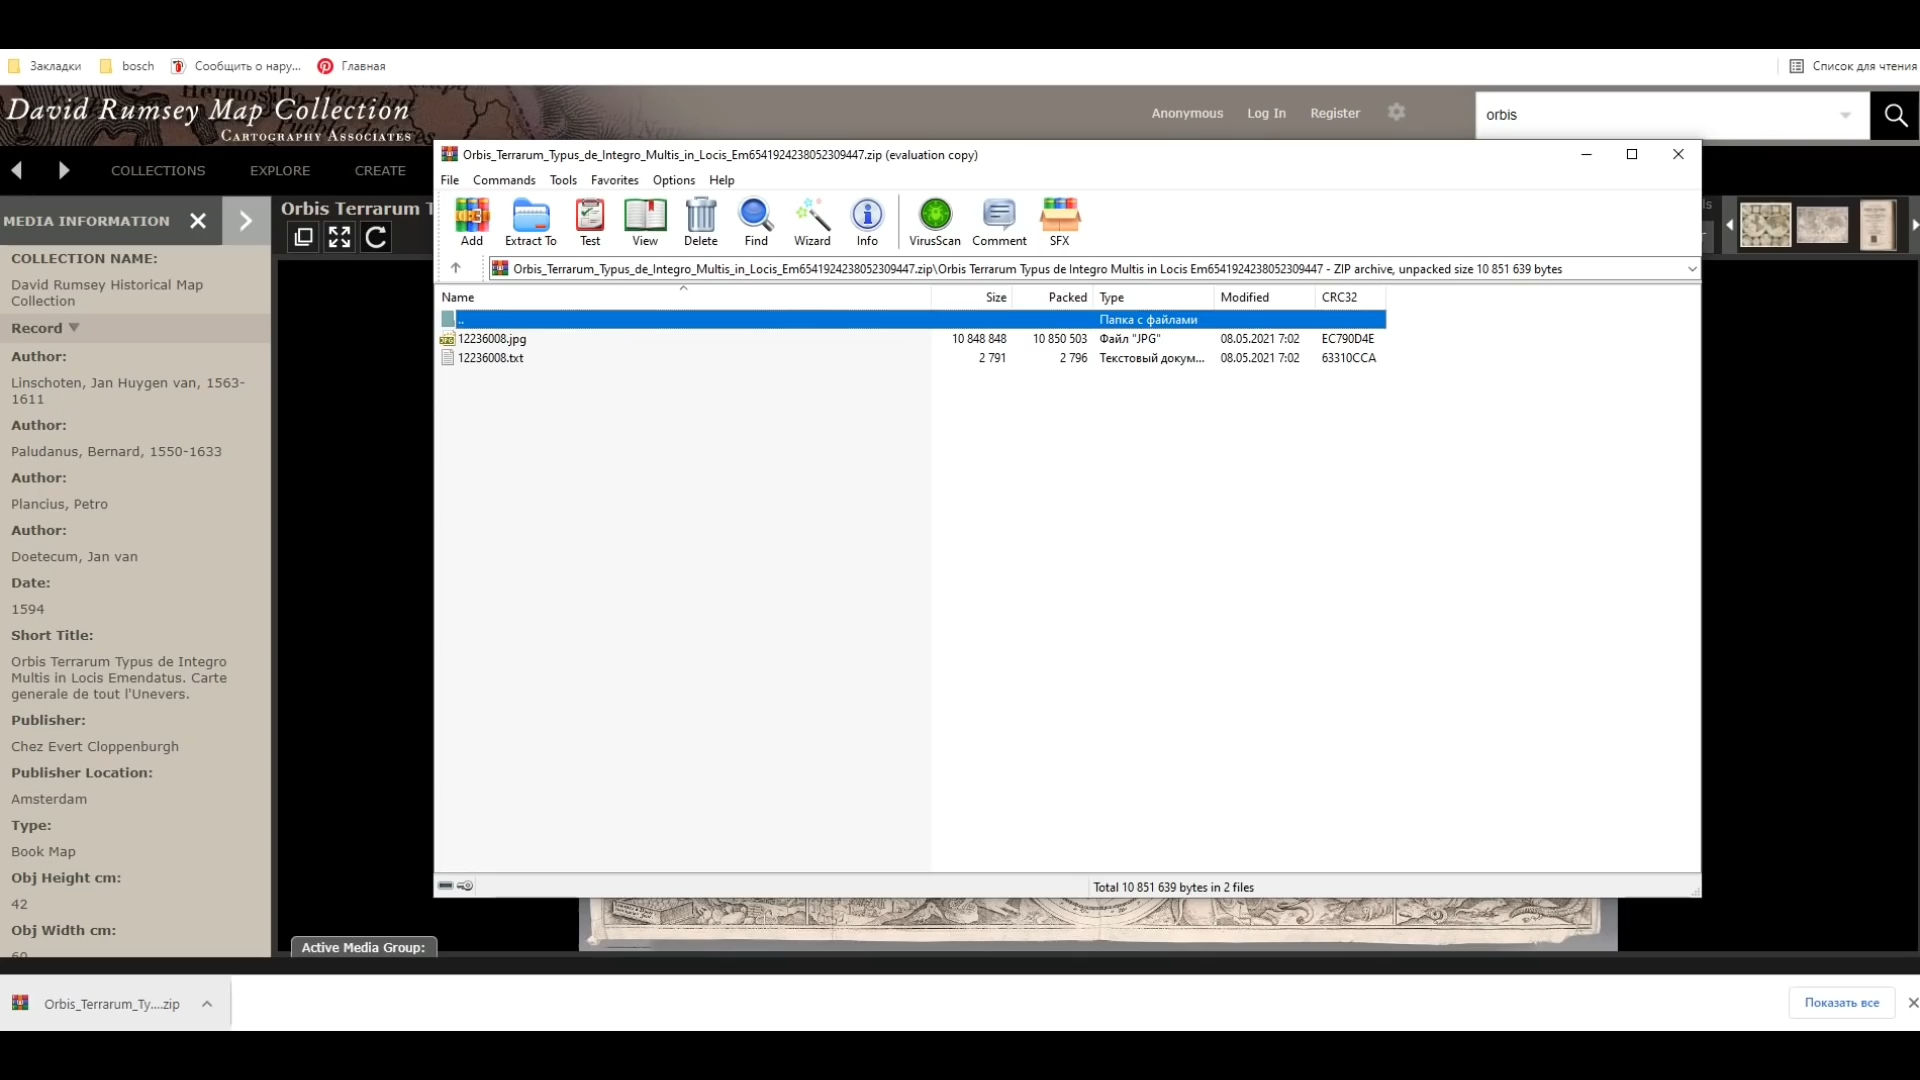 Закладки
bosch
Сообщить о нару...
Главная
Список для чтения
David Rumsey Map Collection
Cartography Associates
Anonymous
Log In
Register
orbis
COLLECTIONS
EXPLORE
CREATE
MEDIA INFORMATION
COLLECTION NAME:
David Rumsey Historical Map
Collection
Record
Author:
Linschoten, Jan Huygen van, 1563-
1611
Author:
Paludanus, Bernard, 1550-1633
Author:
Plancius, Petro
Author:
Doetecum, Jan van
Date:
1594
Short Title:
Orbis Terrarum Typus de Integro
Multis in Locis Emendatus. Carte
generale de tout l'Unevers.
Publisher:
Chez Evert Cloppenburgh
Publisher Location:
Amsterdam
Type:
Book Map
Obj Height cm:
42
Obj Width cm:
Orbis Terrarum T
Orbis_Terrarum_Typus_de_Integro_Multis_in_Locis_Em6541924238052309447.zip (evaluation copy)
File Commands Tools Favorites Options Help
Add Extract To Test View Delete Find Wizard Info VirusScan Comment SFX
Orbis_Terrarum_Typus_de_Integro_Multis_in_Locis_Em6541924238052309447.zip\Orbis Terrarum Typus de Integro Multis in Locis Em6541924238052309447 - ZIP archive, unpacked size 10 851 639 bytes
Name Size Packed Type Modified CRC32
.. Папка с файлами
12236008.jpg 10 848 848 10 850 503 Файл "JPG" 08.05.2021 7:02 EC790D4E
12236008.txt 2 791 2 796 Текстовый докум... 08.05.2021 7:02 63310CCA
Total 10 851 639 bytes in 2 files
Active Media Group:
Orbis_Terrarum_Ty....zip
Показать все